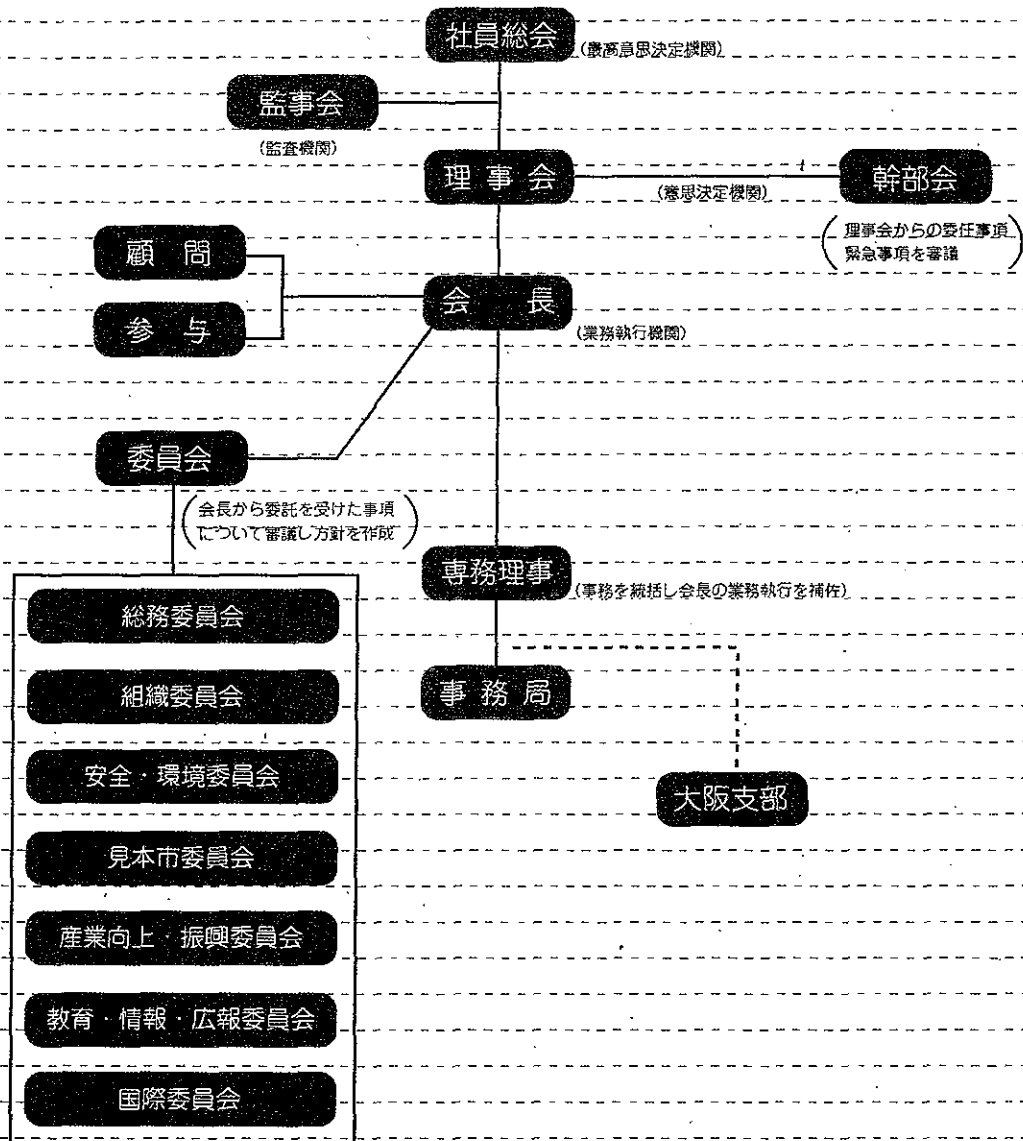 社員総会
(最高意思決定機関)
監事会
(監査機関)
理事会
(意思決定機関)
幹部会
(理事会からの委任事項
緊急事項を審議)
顧問
参与
会長
(業務執行機関)
委員会
(会長から委託を受けた事項
について審議し方針を作成)
専務理事
(事務を統括し会長の業務執行を補佐)
事務局
大阪支部
総務委員会
組織委員会
安全・環境委員会
見本市委員会
産業向上・振興委員会
教育・情報・広報委員会
国際委員会